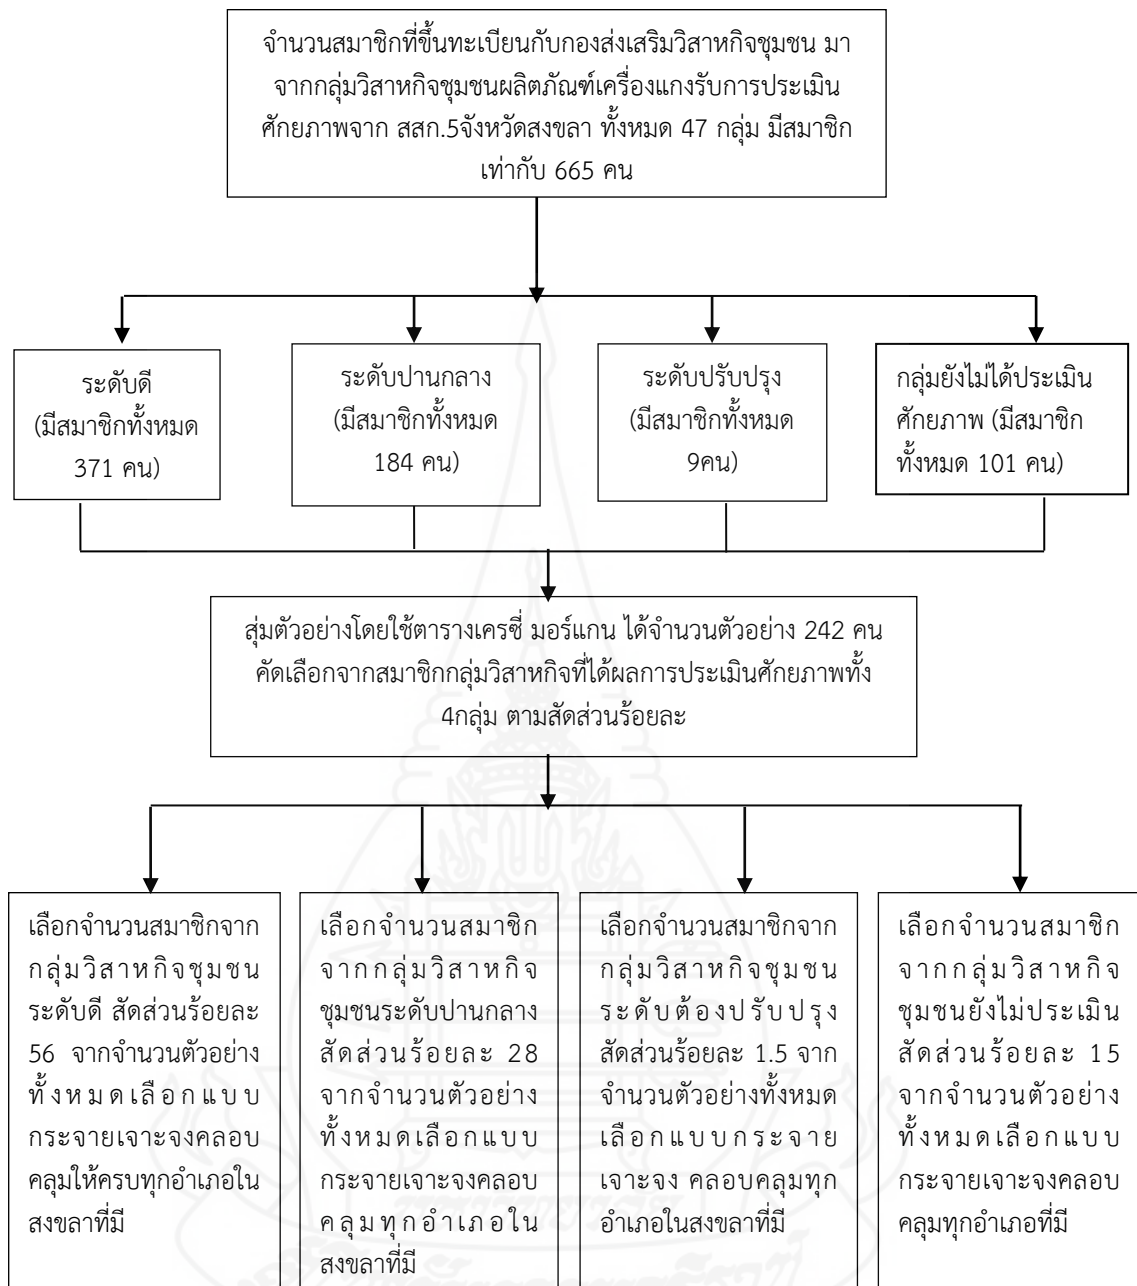 จำนวนสมาชิกที่ขึ้นทะเบียนกับกองส่งเสริมวิสาหกิจชุมชน มา
จากกลุ่มวิสาหกิจชุมชนผลิตภัณฑ์เครื่องแกงรับการประเมิน
ศักยภาพจาก สสก.5จังหวัดสงขลา ทั้งหมด 47 กลุ่ม มีสมาชิก
เท่ากับ 665 คน
ระดับดี
(มีสมาชิกทั้งหมด
371 คน)
ระดับปานกลาง
(มีสมาชิกทั้งหมด
184 คน)
ระดับปรับปรุง
(มีสมาชิกทั้งหมด
9คน)
กลุ่มยังไม่ได้ประเมิน
ศักยภาพ (มีสมาชิก
ทั้งหมด 101 คน)
สุ่มตัวอย่างโดยใช้ตารางเครซี่ มอร์แกน ได้จำนวนตัวอย่าง 242 คน
คัดเลือกจากสมาชิกกลุ่มวิสาหกิจที่ได้ผลการประเมินศักยภาพทั้ง
4กลุ่ม ตามสัดส่วนร้อยละ
เลือกจำนวนสมาชิกจาก
กลุ่มวิสาหกิจชุมชน
ระดับดี สัดส่วนร้อยละ
56 จากจำนวนตัวอย่าง
ทั้งหมดเลือกแบบ
กระจายเจาะจงคลอบ
คลุมให้ครบทุกอำเภอใน
สงขลาที่มี
เลือกจำนวนสมาชิก
จากกลุ่มวิสาหกิจ
ชุมชนระดับปานกลาง
สัดส่วนร้อยละ 28
จากจำนวนตัวอย่าง
ทั้งหมดเลือกแบบ
กระจายเจาะจงคลอบ
คลุมทุกอำเภอใน
สงขลาที่มี
เลือกจำนวนสมาชิกจาก
กลุ่มวิสาหกิจชุมชน
ระดับต้องปรับปรุง
สัดส่วนร้อยละ 1.5 จาก
จำนวนตัวอย่างทั้งหมด
เลือกแบบกระจาย
เจาะจง คลอบคลุมทุก
อำเภอในสงขลาที่มี
เลือกจำนวนสมาชิก
จากกลุ่มวิสาหกิจ
ชุมชนยังไม่ประเมิน
สัดส่วนร้อยละ 15
จากจำนวนตัวอย่าง
ทั้งหมดเลือกแบบ
กระจายเจาะจงคลอบ
คลุมทุกอำเภอที่มี